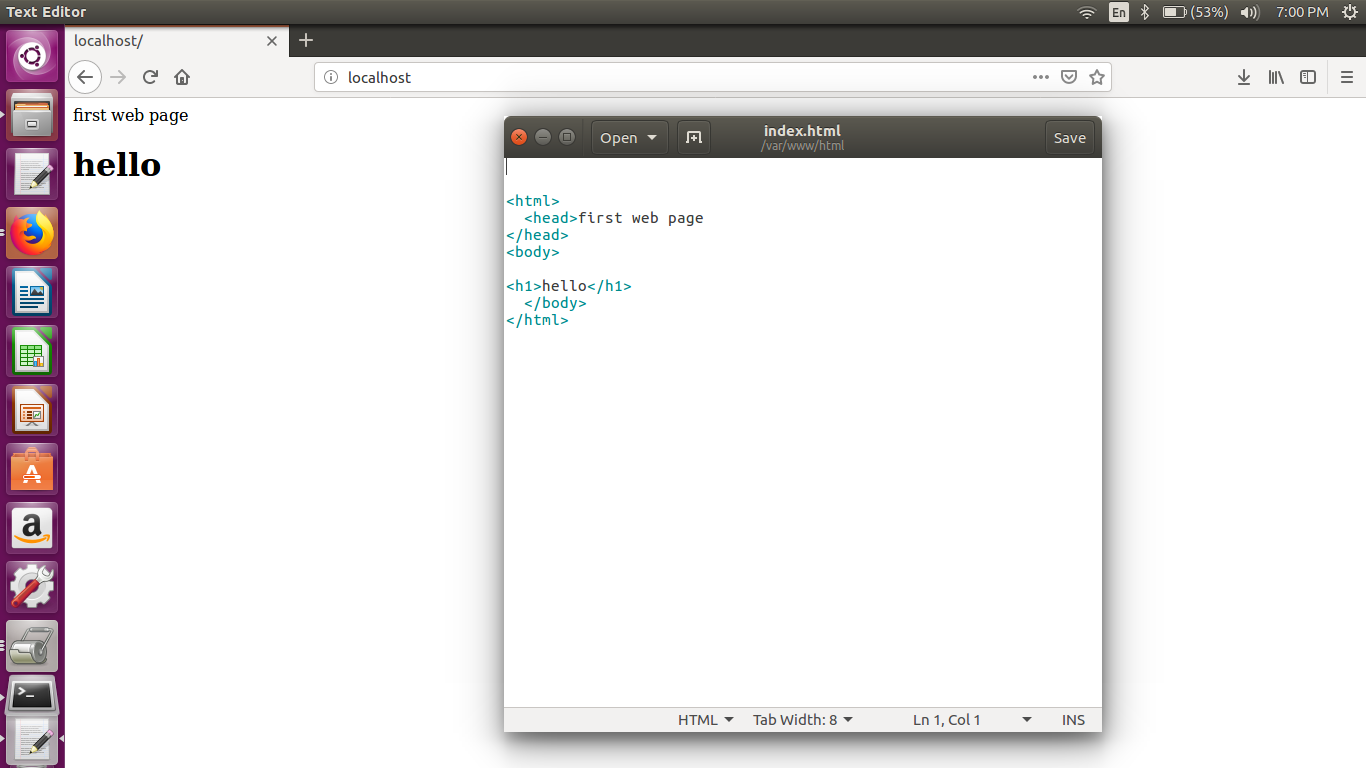 Text Editor
En
(53%)
7:00 PM
localhost/
localhost
first web page
hello
Open
index.html
/var/www/html
Save
<html>
  <head>first web page
</head>
<body>
<h1>hello</h1>
  </body>
</html>
HTML
Tab Width: 8
Ln 1, Col 1
INS